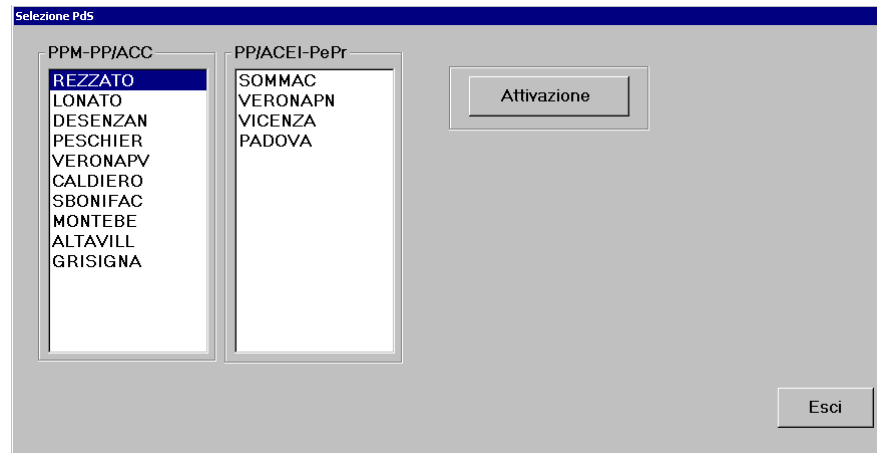 Selezione PdS
PPM-PP/ACC
REZZATO
LONATO
DESENZAN
PESCHIER
VERONAPV
CALDIERO
SBONIFAC
MONTEBE
ALTAVILL
GRISIGNA
PP/ACEI-PePr
SOMMAC
VERONAPN
VICENZA
PADOVA
Attivazione
Esci